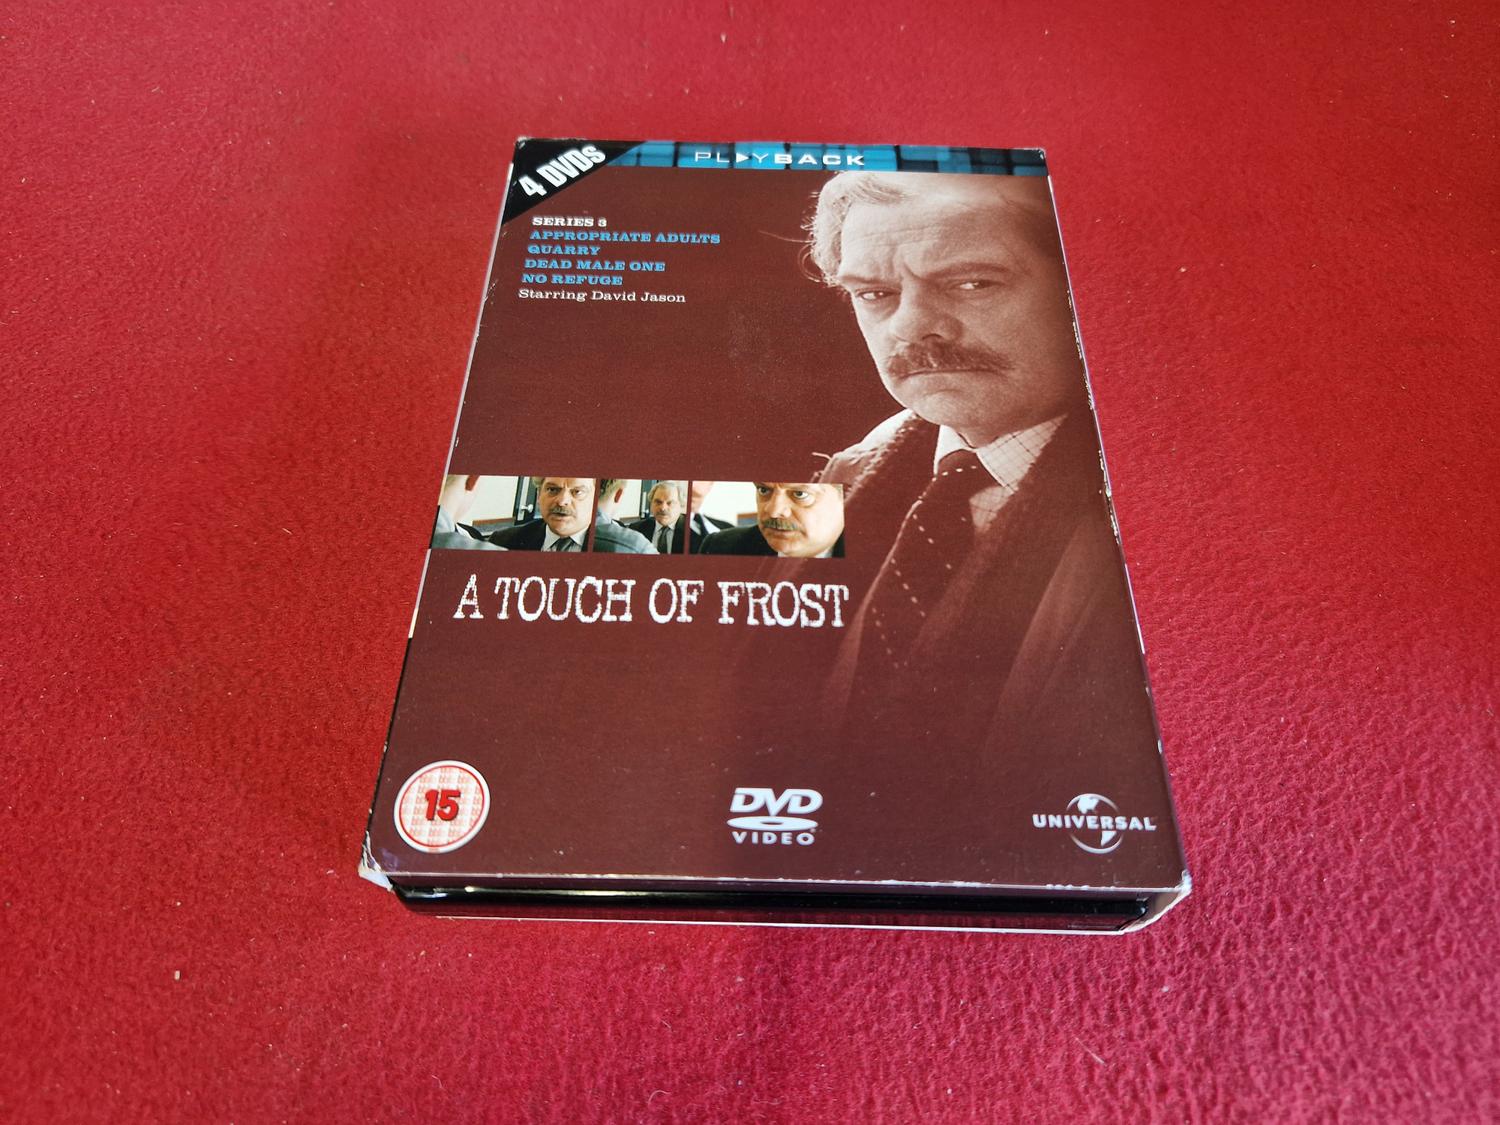 4 DVDs
PLAYBACK
SERIES 3
APPROPRIATE ADULTS
QUARRY
DEAD MALE ONE
NO REFUGE
Starring David Jason
A TOUCH OF FROST
15
DVD
VIDEO
UNIVERSAL